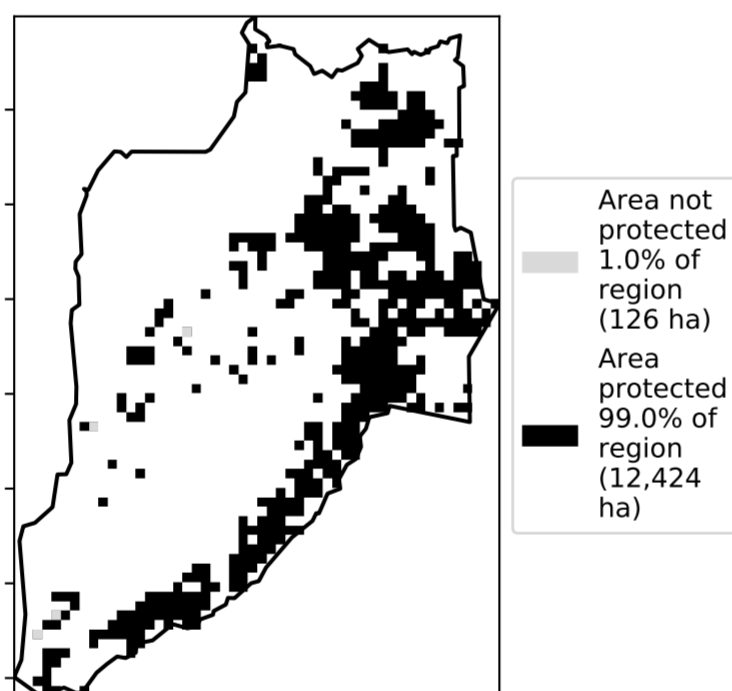 Area not
protected
1.0% of
region
(126 ha)
Area
protected
99.0% of
region
(12,424
ha)